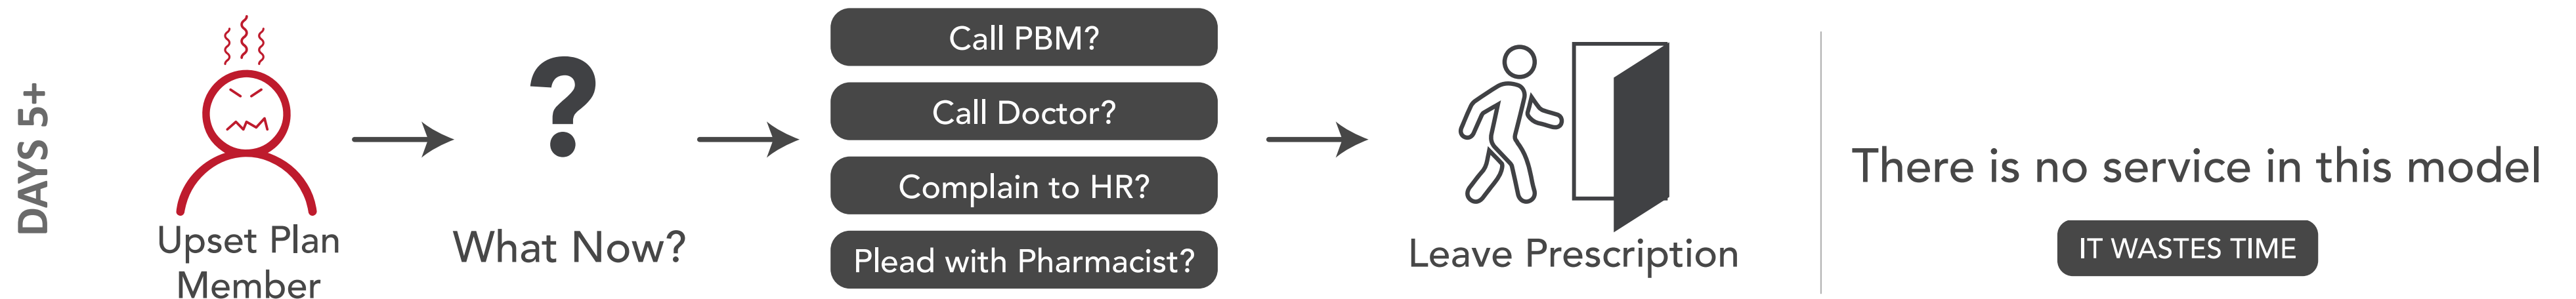 DAYS 5+
Upset Plan
Member
?
What Now?
Call PBM?
Call Doctor?
Complain to HR?
Plead with Pharmacist?
Leave Prescription
There is no service in this model
IT WASTES TIME